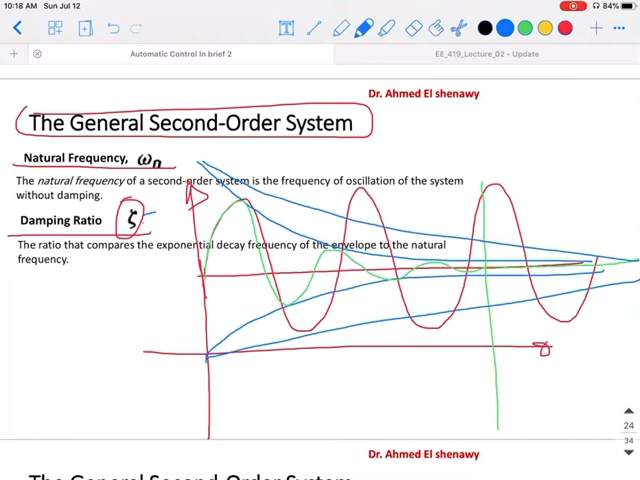 10:18 AM Sun Jul 12
84%
Automatic Control In brief 2
EE_419_Lecture_02 - Update
Dr. Ahmed El shenawy
The General Second-Order System
Natural Frequency, ωn
The natural frequency of a second-order system is the frequency of oscillation of the system
without damping.
Damping Ratio ζ
The ratio that compares the exponential decay frequency of the envelope to the natural
frequency.
24
34
Dr. Ahmed El shenawy
The General Second-Order System